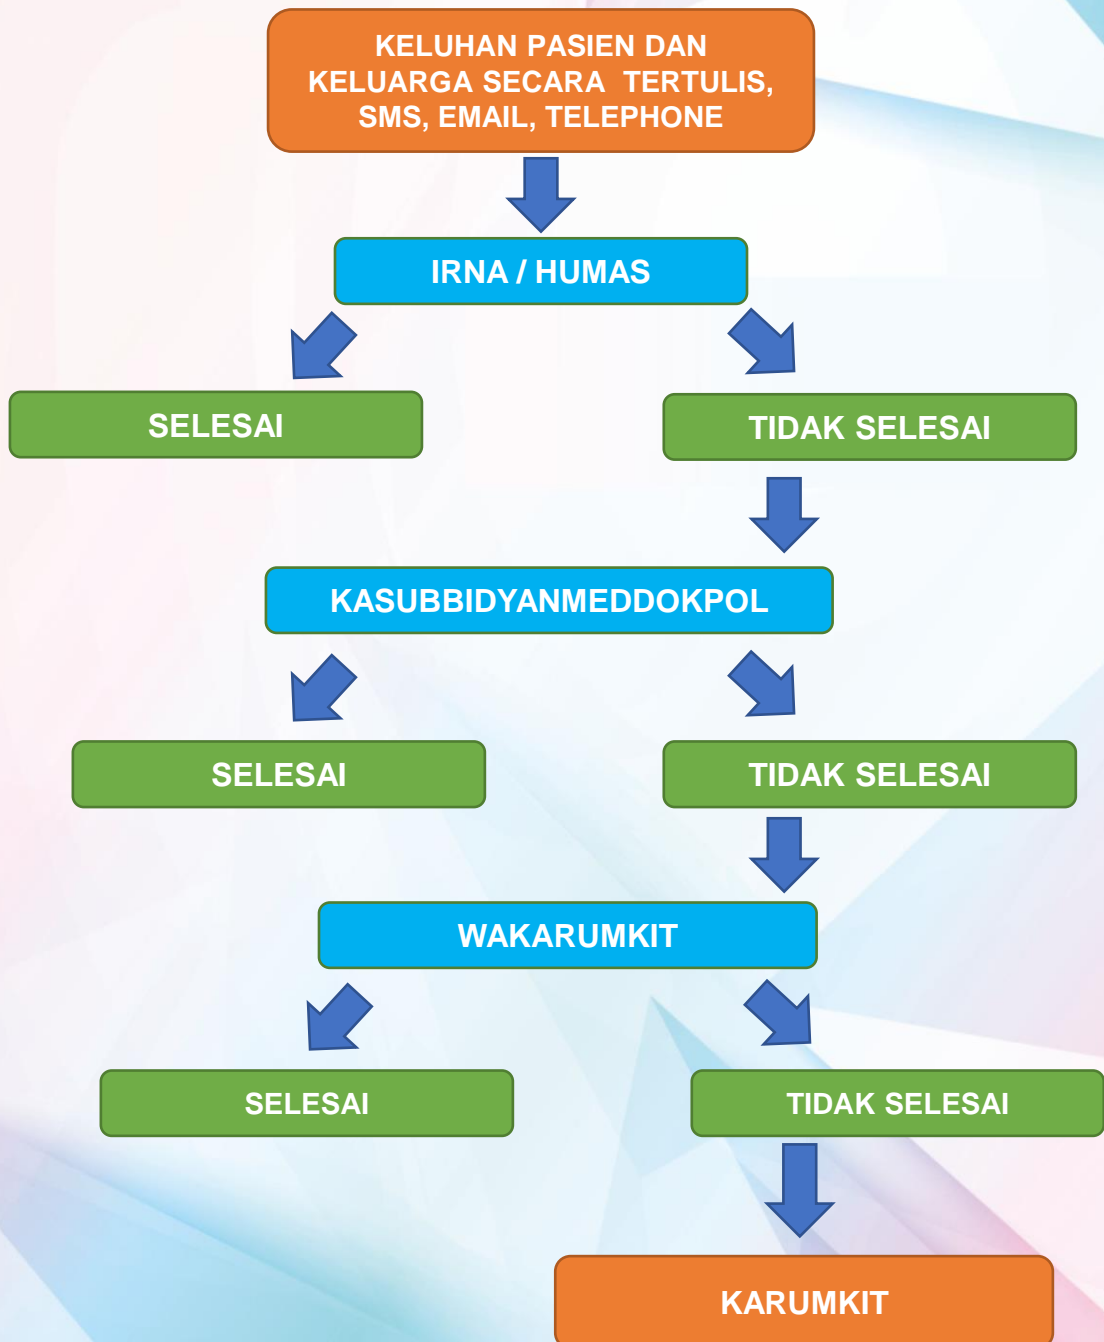 KELUHAN PASIEN DAN
KELUARGA SECARA TERTULIS,
SMS, EMAIL, TELEPHONE
IRNA / HUMAS
SELESAI
TIDAK SELESAI
KASUBBIDYANMEDDOKPOL
SELESAI
TIDAK SELESAI
WAKARUMKIT
SELESAI
TIDAK SELESAI
KARUMKIT